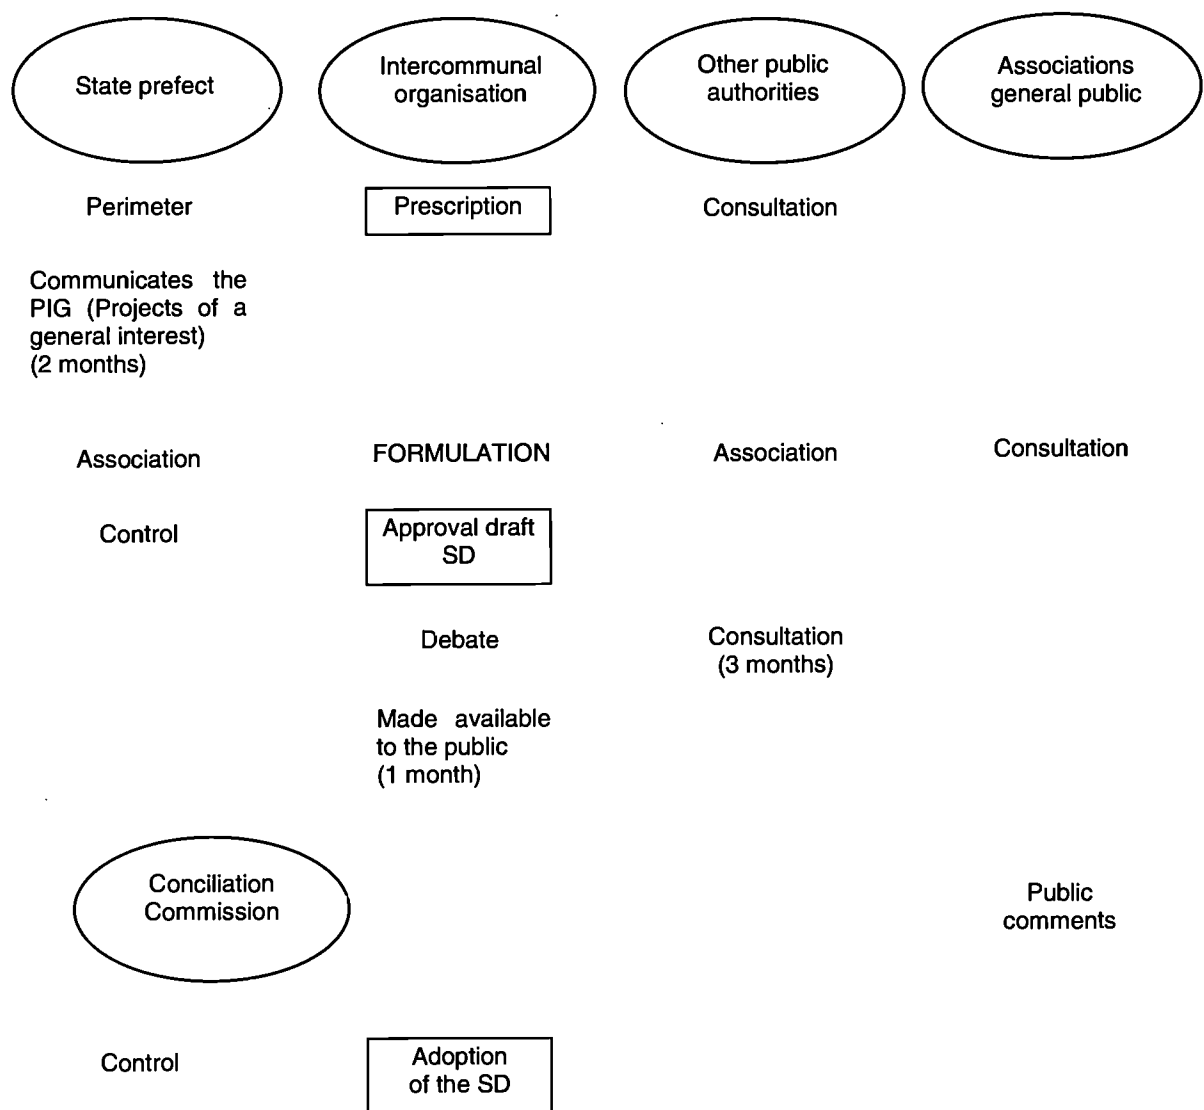 State prefect
Intercommunal
organisation
Other public
authorities
Associations
general public
Perimeter
Prescription
Consultation
Communicates the
PIG (Projects of a
general interest)
(2 months)
Association
FORMULATION
Association
Consultation
Control
Approval draft
SD
Debate
Consultation
(3 months)
Made available
to the public
(1 month)
Conciliation
Commission
Public
comments
Control
Adoption
of the SD